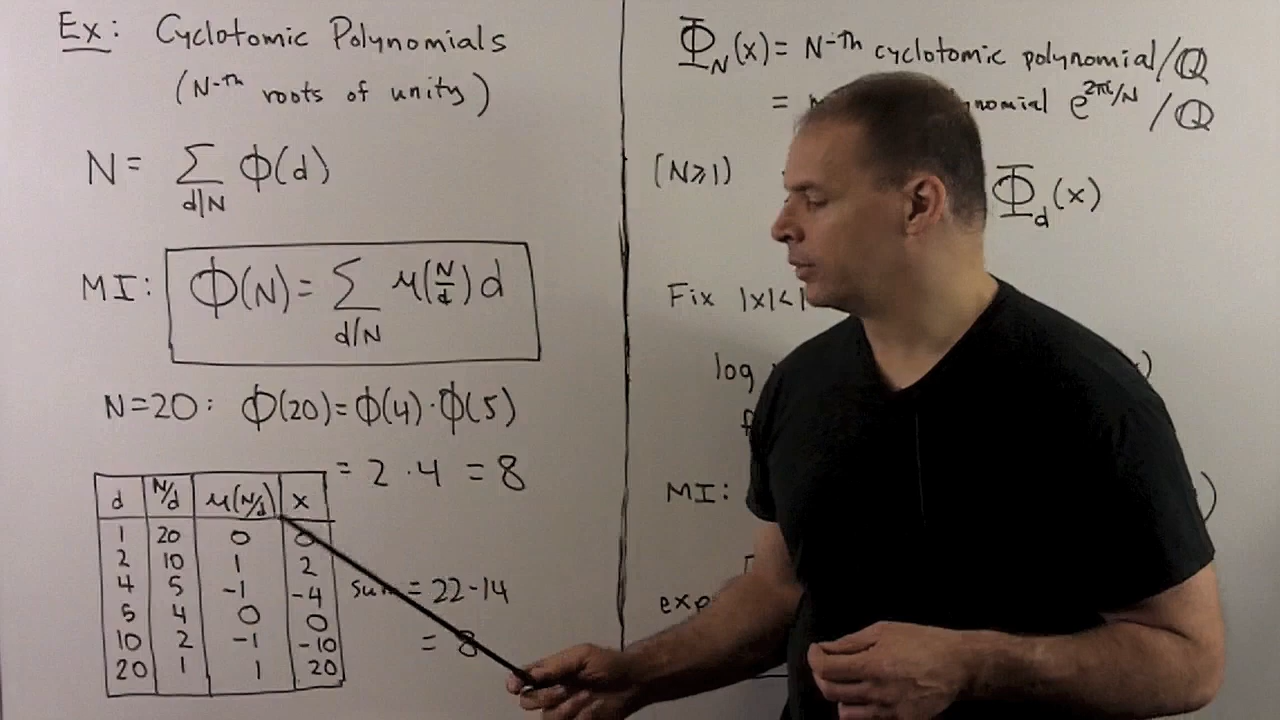 Ex: Cyclotomic Polynomials
(N-th roots of unity)
N = Σ ϕ(d)
d|N
MI: ϕ(N) = Σ μ(N/d) d
d|N
N=20: ϕ(20) = ϕ(4)·ϕ(5)
= 2·4 = 8
d N/d μ(N/d) x
1 20 0 0
2 10 1 2
4 5 -1 -4
5 4 0 0
10 2 -1 -10
20 1 1 20
sum = 22-14
= 8
Φ_N(x) = N-th cyclotomic polynomial/ℚ
= e^{2πi/N} /ℚ
(N≥1) Φ_d(x)
Fix |x|<1
log
MI: